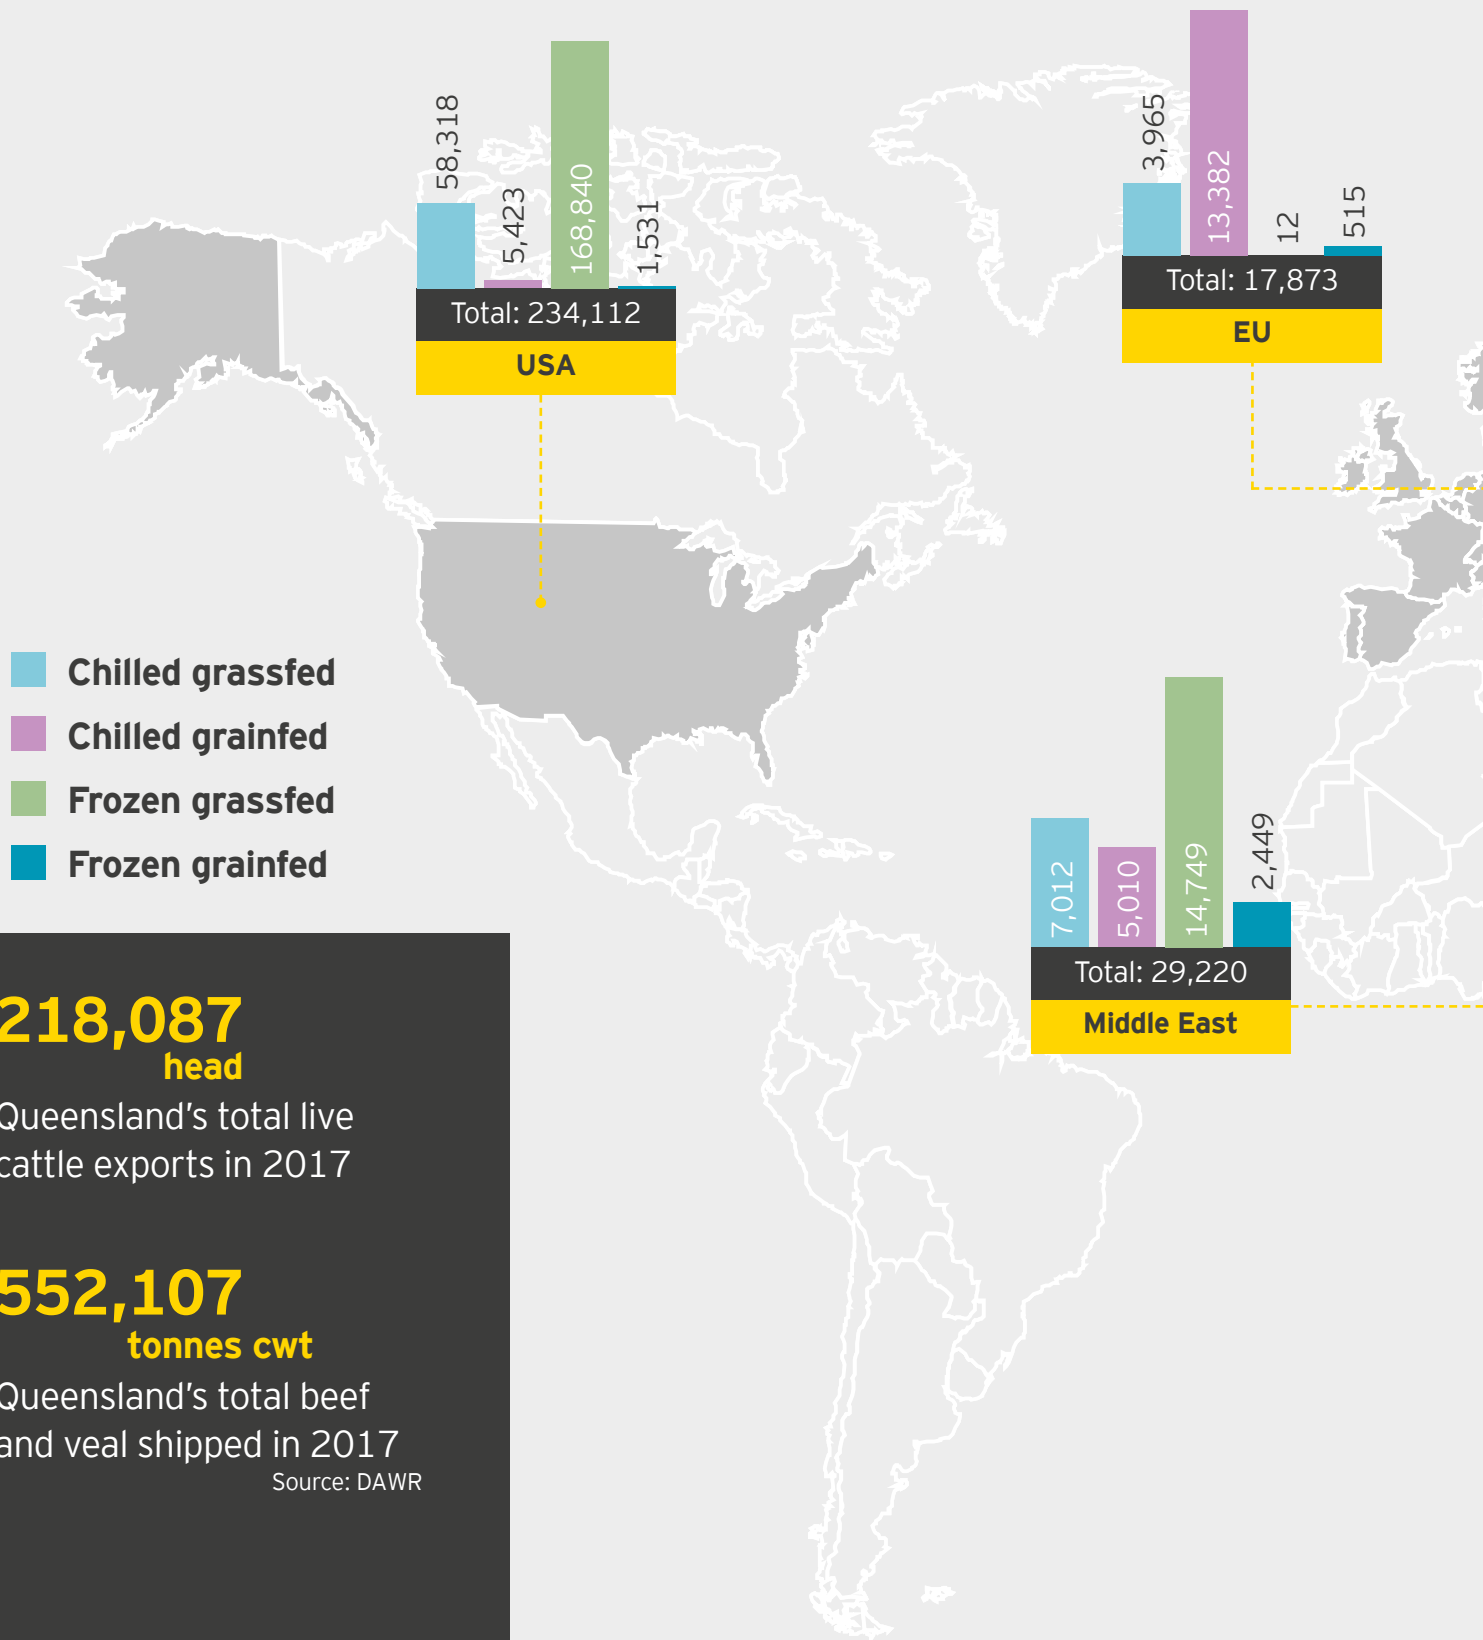 58,318
5,423
168,840
1,531
Total: 234,112
USA
3,965
13,382
12
515
Total: 17,873
EU
Chilled grassfed
Chilled grainfed
Frozen grassfed
Frozen grainfed
7,012
5,010
14,749
2,449
Total: 29,220
Middle East
218,087
head
Queensland’s total live
cattle exports in 2017
552,107
tonnes cwt
Queensland’s total beef
and veal shipped in 2017
Source: DAWR